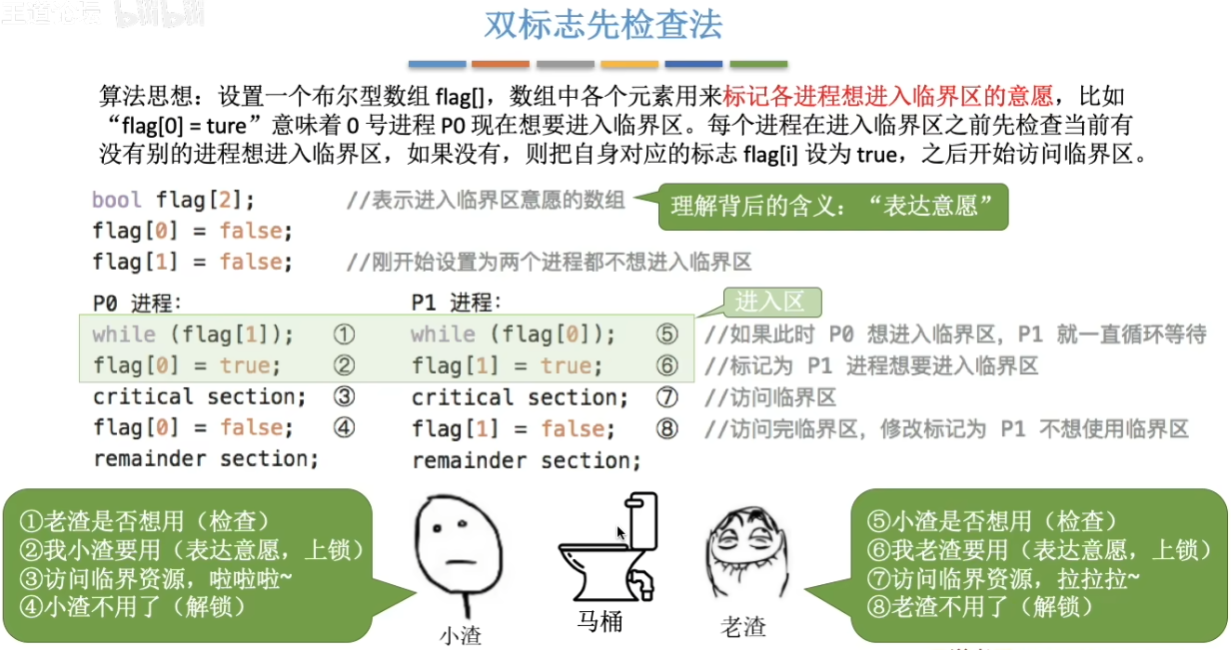 双标志先检查法
算法思想：设置一个布尔型数组 flag[]，数组中各个元素用来标记各进程想进入临界区的意愿，比如
“flag[0] = ture”意味着 0 号进程 P0 现在想要进入临界区。每个进程在进入临界区之前先检查当前有
没有别的进程想进入临界区，如果没有，则把自身对应的标志 flag[i] 设为 true，之后开始访问临界区。
bool flag[2]; //表示进入临界区意愿的数组
理解背后的含义：“表达意愿”
flag[0] = false;
flag[1] = false; //刚开始设置为两个进程都不想进入临界区
P0 进程： P1 进程：
进入区
while (flag[1]); ① while (flag[0]); ⑤ //如果此时 P0 想进入临界区，P1 就一直循环等待
flag[0] = true; ② flag[1] = true; ⑥ //标记为 P1 进程想要进入临界区
critical section; ③ critical section; ⑦ //访问临界区
flag[0] = false; ④ flag[1] = false; ⑧ //访问完临界区，修改标记为 P1 不想使用临界区
remainder section; remainder section;
①老渣是否想用（检查）
②我小渣要用（表达意愿，上锁）
③访问临界资源，啦啦啦~
④小渣不用了（解锁）
小渣
马桶
老渣
⑤小渣是否想用（检查）
⑥我老渣要用（表达意愿，上锁）
⑦访问临界资源，拉拉拉~
⑧老渣不用了（解锁）